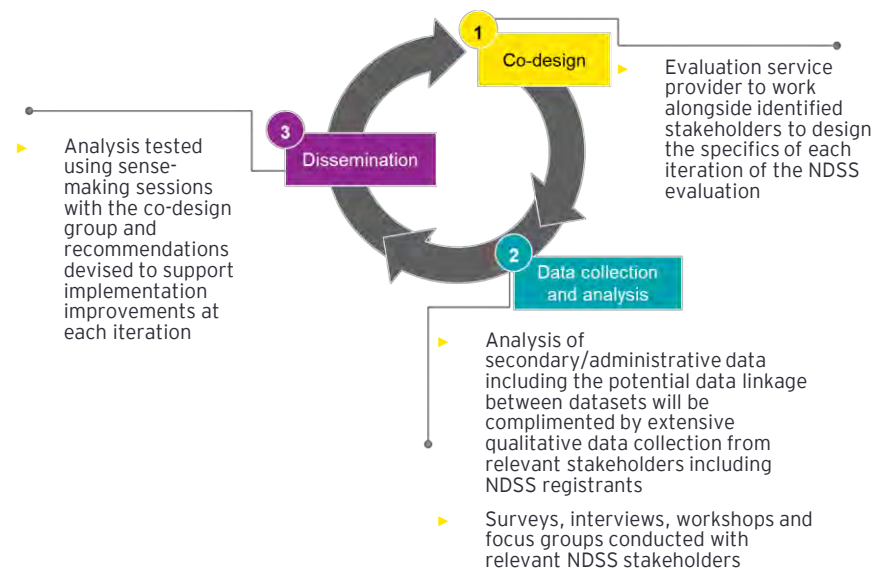 1
Co-design
Evaluation service
provider to work
alongside identified
stakeholders to design
the specifics of each
iteration of the NDSS
evaluation
2
Data collection
and analysis
Analysis of
secondary/administrative data
including the potential data linkage
between datasets will be
complimented by extensive
qualitative data collection from
relevant stakeholders including
NDSS registrants
Surveys, interviews, workshops and
focus groups conducted with
relevant NDSS stakeholders
3
Dissemination
Analysis tested
using sense-
making sessions
with the co-design
group and
recommendations
devised to support
implementation
improvements at
each iteration